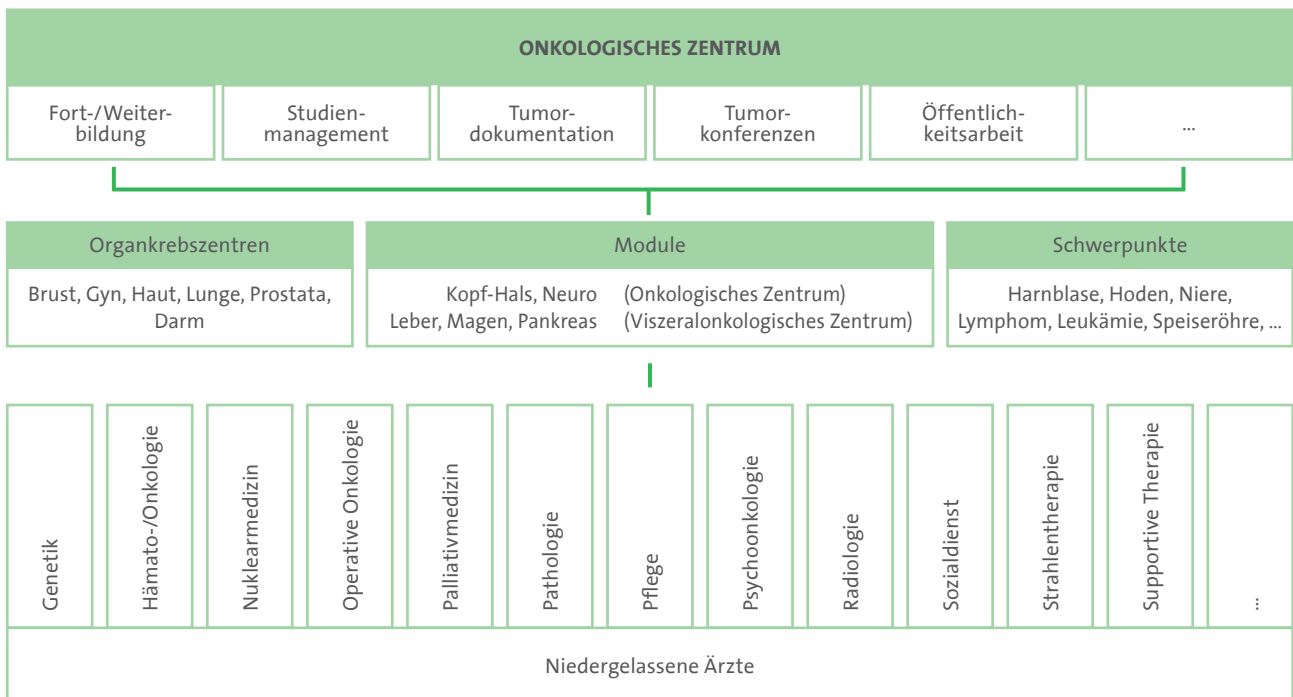 ONKOLOGISCHES ZENTRUM
Fort-/Weiter-
bildung
Studien-
management
Tumor-
dokumentation
Tumor-
konferenzen
Öffentlich-
keitsarbeit
...
Organkrebszentren
Brust, Gyn, Haut, Lunge, Prostata,
Darm
Module
Kopf-Hals, Neuro (Onkologisches Zentrum)
Leber, Magen, Pankreas (Viszeralonkologisches Zentrum)
Schwerpunkte
Harnblase, Hoden, Niere,
Lymphom, Leukämie, Speiseröhre, ...
Genetik
Hämato-/Onkologie
Nuklearmedizin
Operative Onkologie
Palliativmedizin
Pathologie
Pflege
Psychoonkologie
Radiologie
Sozialdienst
Strahlentherapie
Supportive Therapie
...
Niedergelassene Ärzte